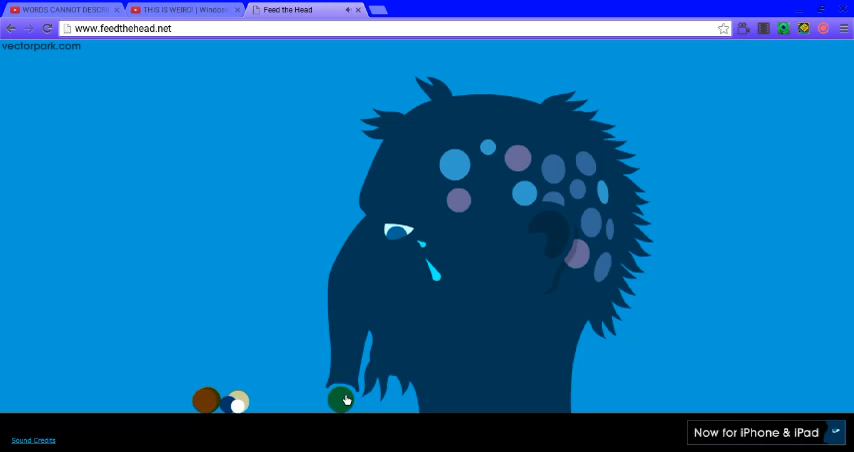 WORDS CANNOT DESCRI
THIS IS WEIRD! | Window
Feed the Head
www.feedthehead.net
vectorpark.com
Sound Credits
Now for iPhone & iPad